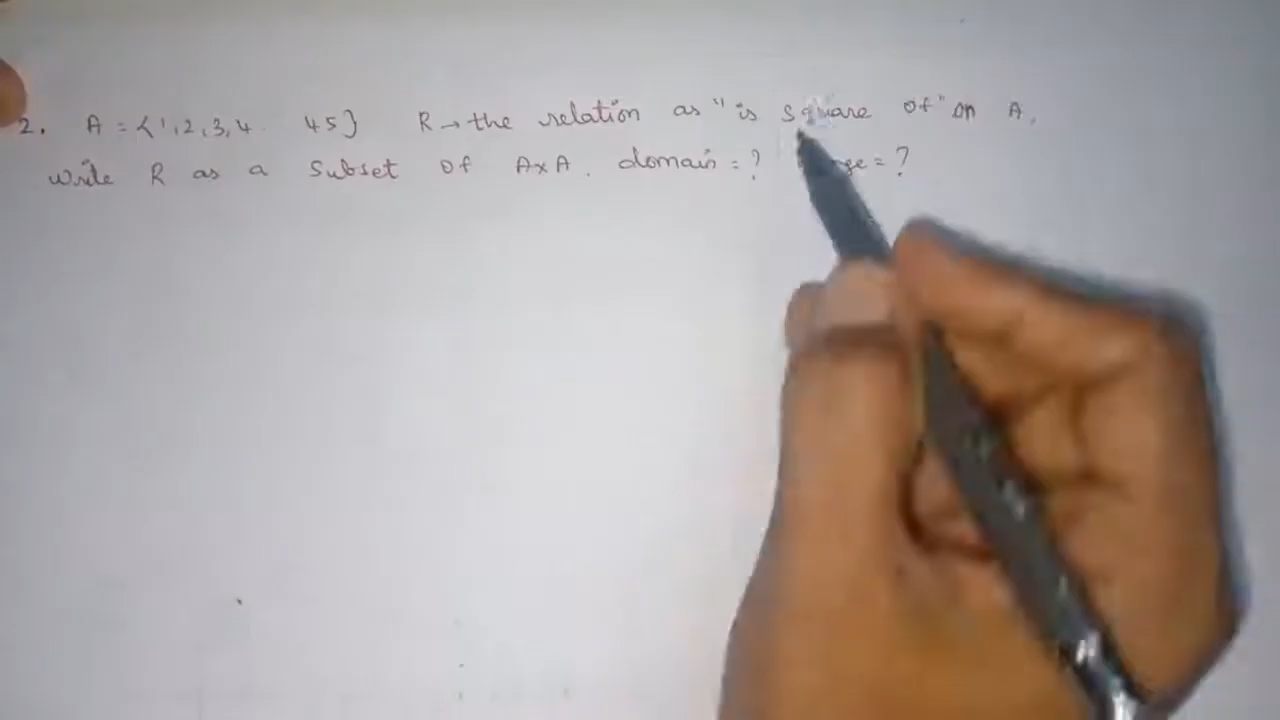 2. A = {1,2,3,4 45} R → the relation as "is square of" on A.
write R as a subset of A×A. domain = ? = ?